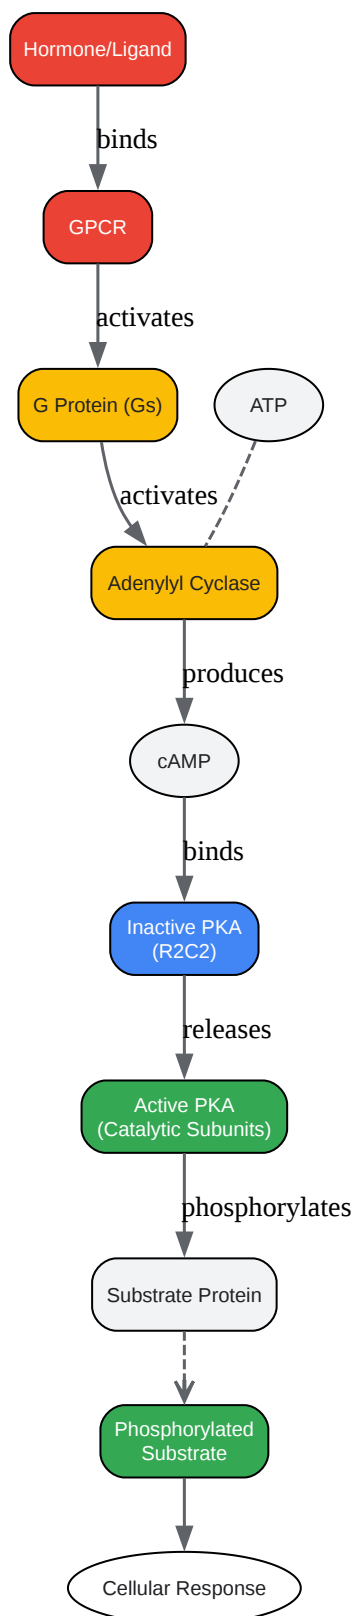 Hormone/Ligand
binds
GPCR
activates
G Protein (Gs)
ATP
activates
Adenylyl Cyclase
produces
cAMP
binds
Inactive PKA
(R2C2)
releases
Active PKA
(Catalytic Subunits)
phosphorylates
Substrate Protein
Phosphorylated
Substrate
Cellular Response